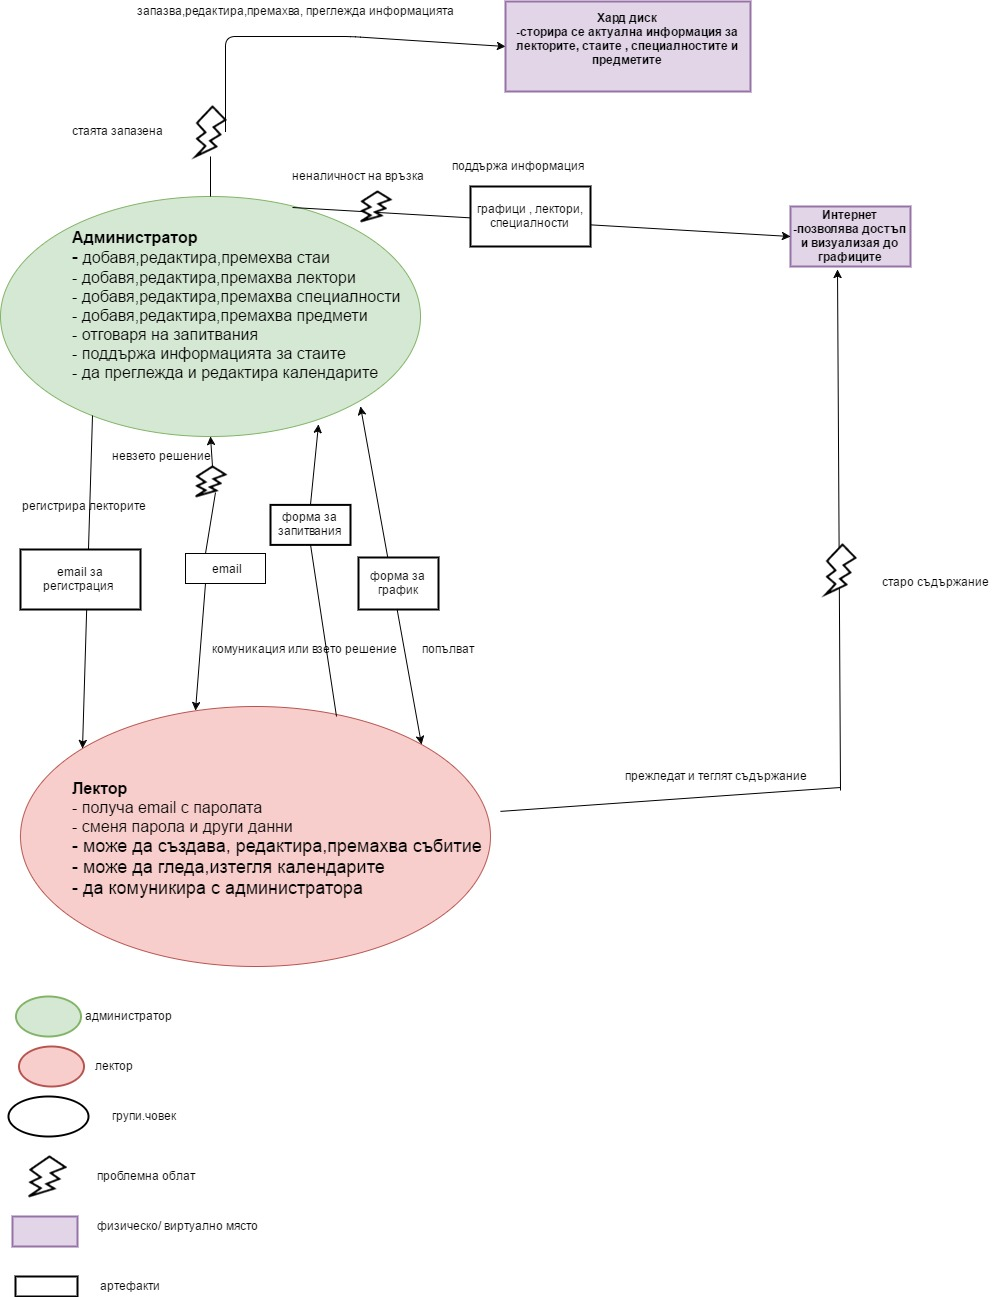 запазва,редактира,премахва, преглежда информацията
Хард диск
-сторира се актуална информация за
лекторите, стаите , специалностите и
предметите
стаята запазена
неналичност на връзка
поддържа информация
графици , лектори,
специалности
Интернет
-позволява достъп
и визуализая до
графиците
Администратор
- добавя,редактира,премехва стаи
- добавя,редактира,премахва лектори
- добавя,редактира,премахва специалности
- добавя,редактира,премахва предмети
- отговаря на запитвания
- поддържа информацията за стаите
- да преглежда и редактира календарите
невзето решение
регистрира лекторите
форма за
запитвания
email за
регистрация
email
форма за
график
старо съдържание
комуникация или взето решение
попълват
прежледат и теглят съдържание
Лектор
- получа email с паролата
- сменя парола и други данни
- може да създава, редактира,премахва събитие
- може да гледа,изтегля календарите
- да комуникира с администратора
администратор
лектор
групи.човек
проблемна облат
физическо/ виртуално място
артефакти